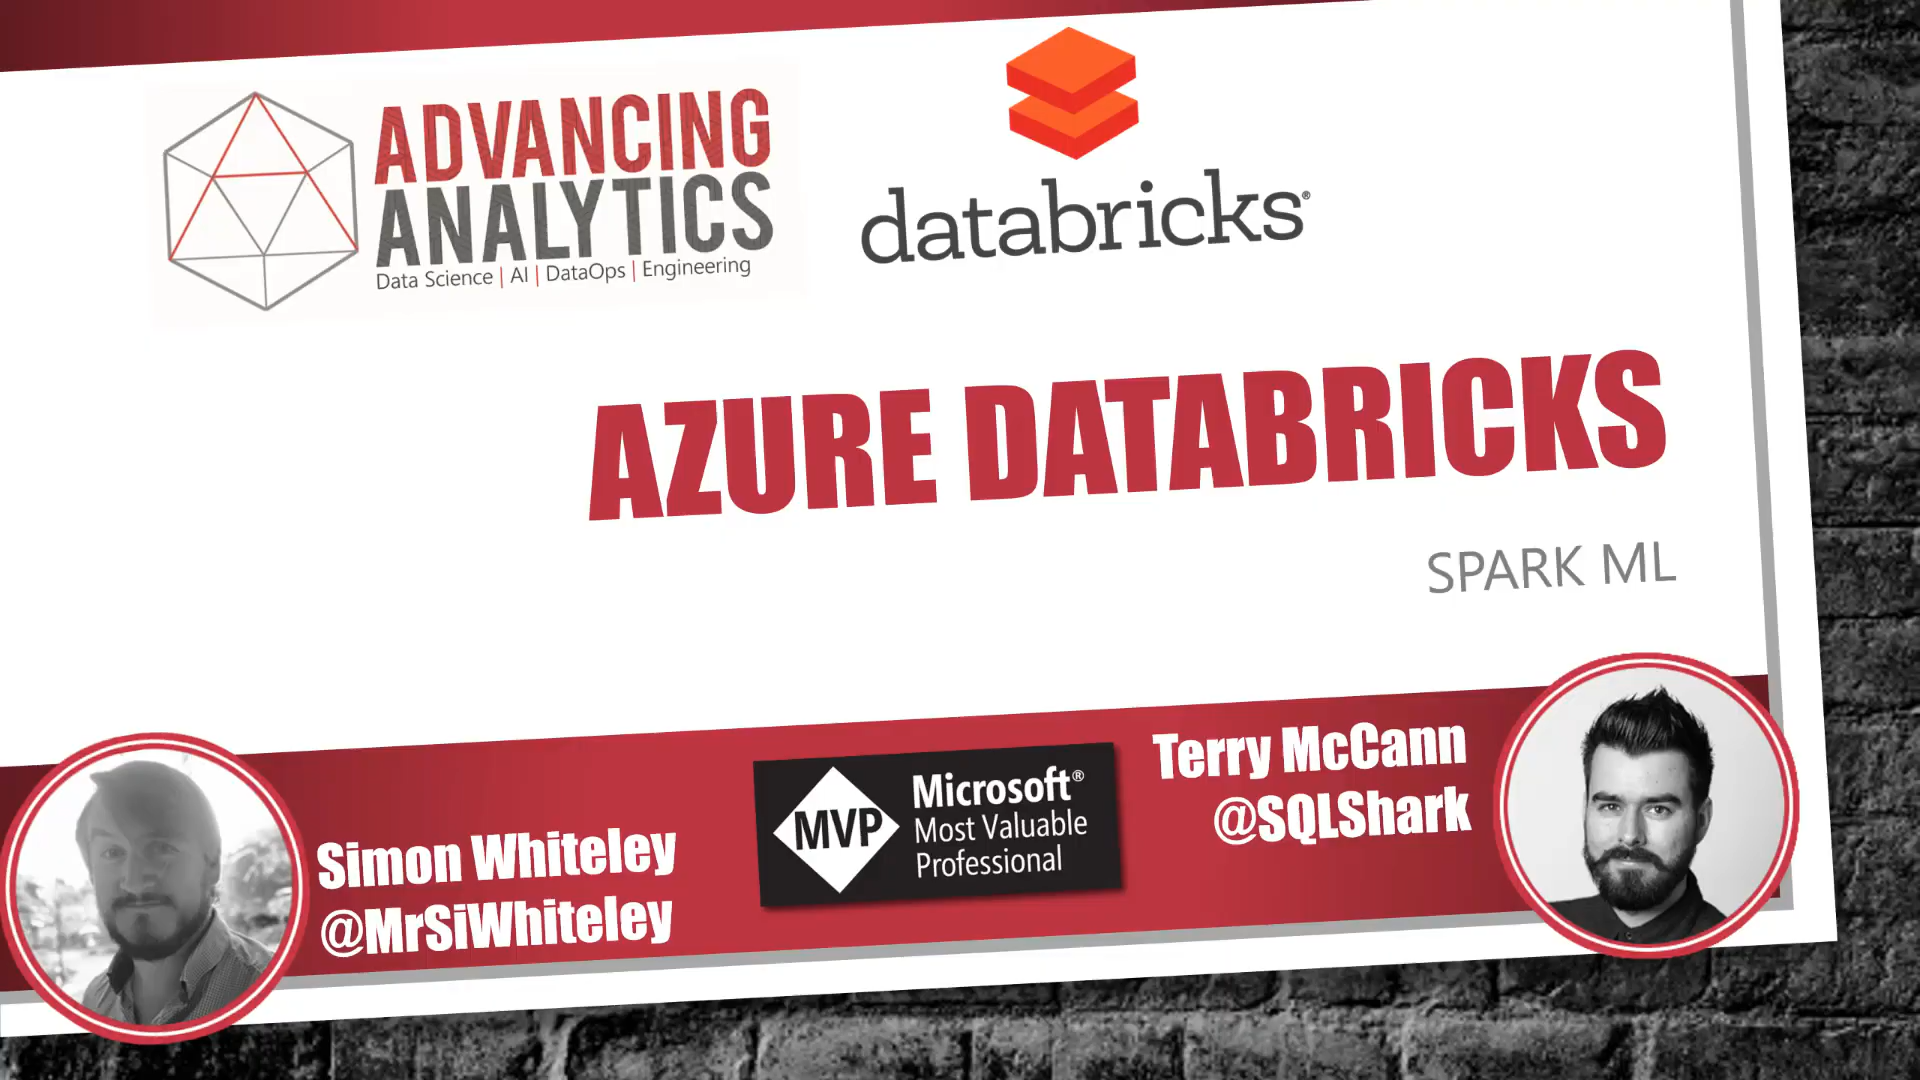 ADVANCING
ANALYTICS
Data Science | AI | DataOps | Engineering
databricks®
AZURE DATABRICKS
SPARK ML
Simon Whiteley
@MrSiWhiteley
MVP
Microsoft®
Most Valuable
Professional
Terry McCann
@SQLShark